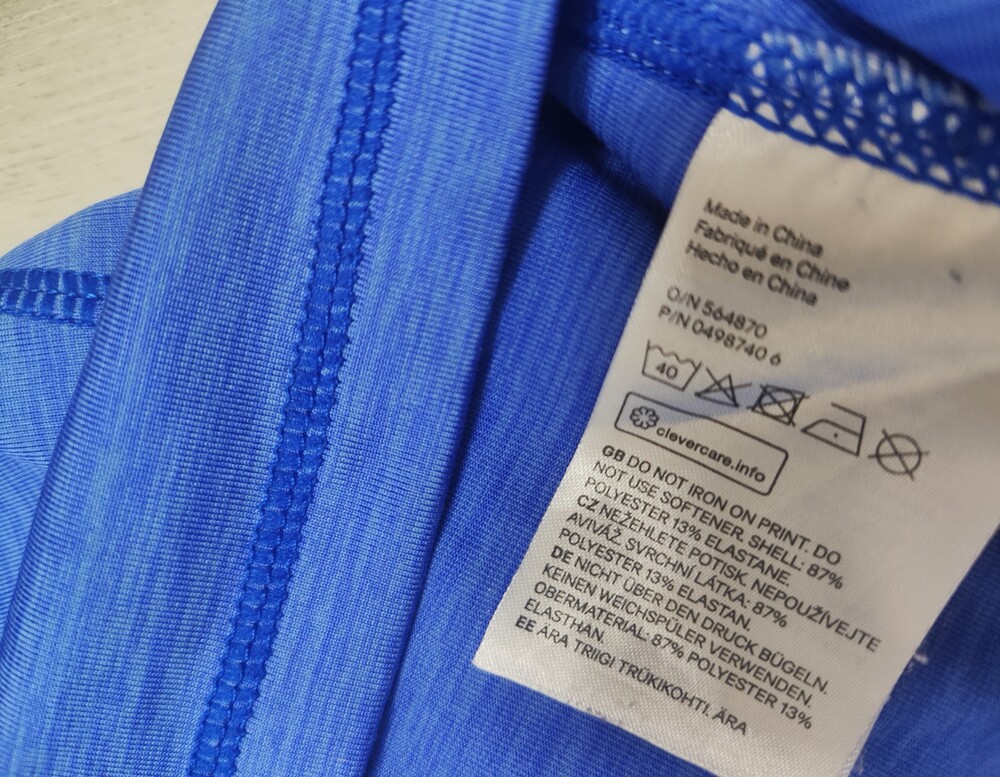 Made in China
Fabriqué en Chine
Hecho en China
O/N 564870
P/N 0498740 6
40
clevercare.info
GB DO NOT IRON ON PRINT. DO
NOT USE SOFTENER. SHELL: 87%
POLYESTER 13% ELASTANE.
CZ NEŽEHLETE POTISK. NEPOUŽÍVEJTE
AVIVÁŽ. SVRCHNÍ LÁTKA: 87%
POLYESTER 13% ELASTAN.
DE NICHT ÜBER DEN DRUCK BÜGELN.
KEINEN WEICHSPÜLER VERWENDEN.
OBERMATERIAL: 87% POLYESTER 13%
ELASTHAN.
EE ÄRA TRIIGI TRÜKIKOHTI. ÄRA